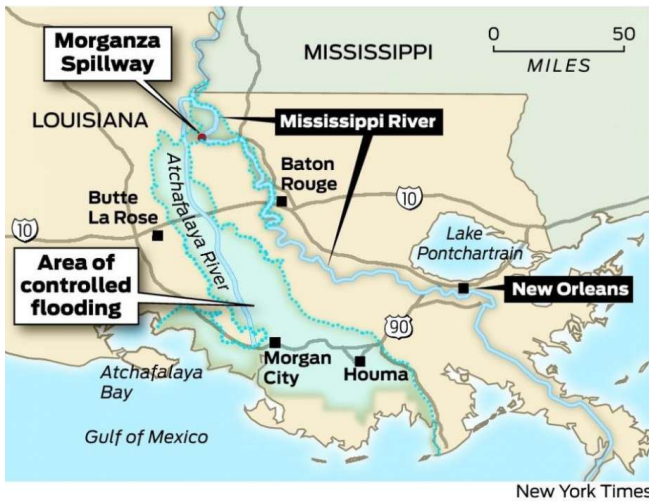 Morganza
Spillway
MISSISSIPPI
0 50
MILES
LOUISIANA
Mississippi River
Atchafalaya River
Baton
Rouge
10
Butte
La Rose
10
Lake
Pontchartrain
Area of
controlled
flooding
New Orleans
90
Morgan
City
Houma
Atchafalaya
Bay
Gulf of Mexico
New York Times